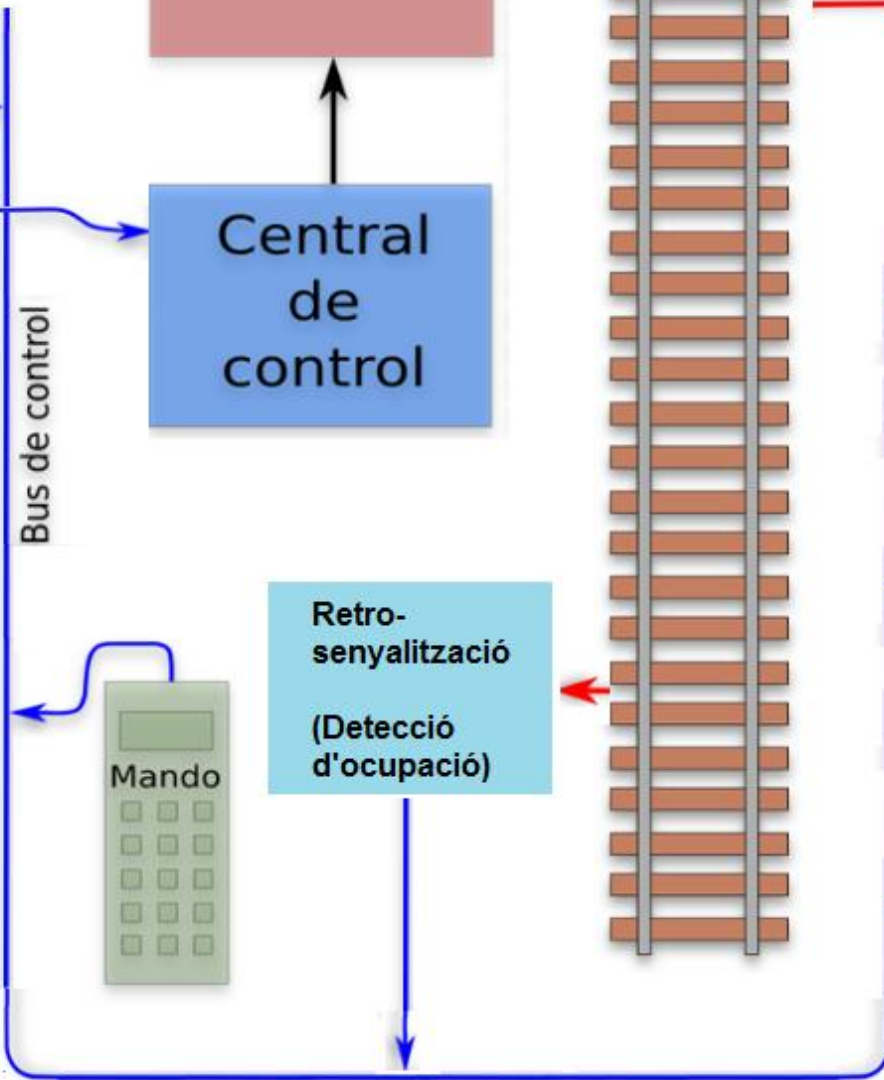 Central
de
control
Bus de control
Retro-
senyalització
(Detecció
d'ocupació)
Mando